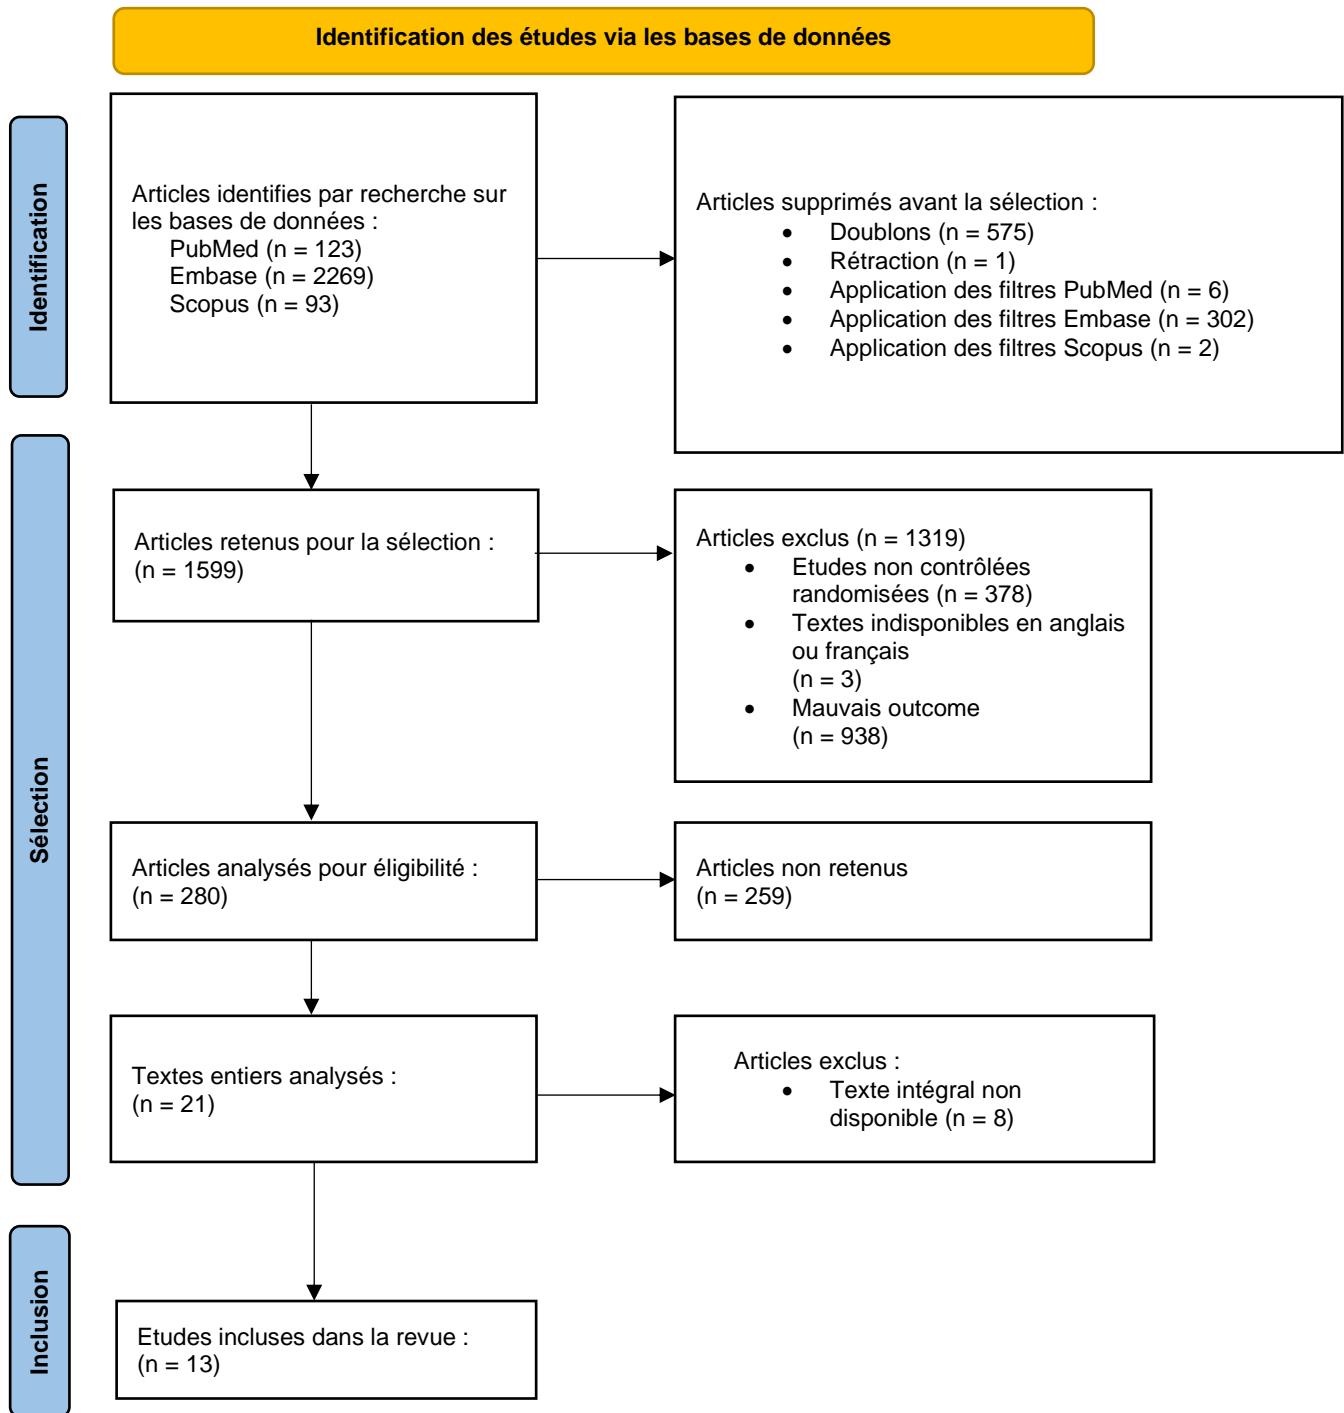 Identification des études via les bases de données
Identification
Articles identifies par recherche sur
les bases de données :
PubMed (n = 123)
Embase (n = 2269)
Scopus (n = 93)
Articles supprimés avant la sélection :
• Doublons (n = 575)
• Rétraction (n = 1)
• Application des filtres PubMed (n = 6)
• Application des filtres Embase (n = 302)
• Application des filtres Scopus (n = 2)
Sélection
Articles retenus pour la sélection :
(n = 1599)
Articles exclus (n = 1319)
• Etudes non contrôlées
randomisées (n = 378)
• Textes indisponibles en anglais
ou français
(n = 3)
• Mauvais outcome
(n = 938)
Articles analysés pour éligibilité :
(n = 280)
Articles non retenus
(n = 259)
Textes entiers analysés :
(n = 21)
Articles exclus :
• Texte intégral non
disponible (n = 8)
Inclusion
Etudes incluses dans la revue :
(n = 13)